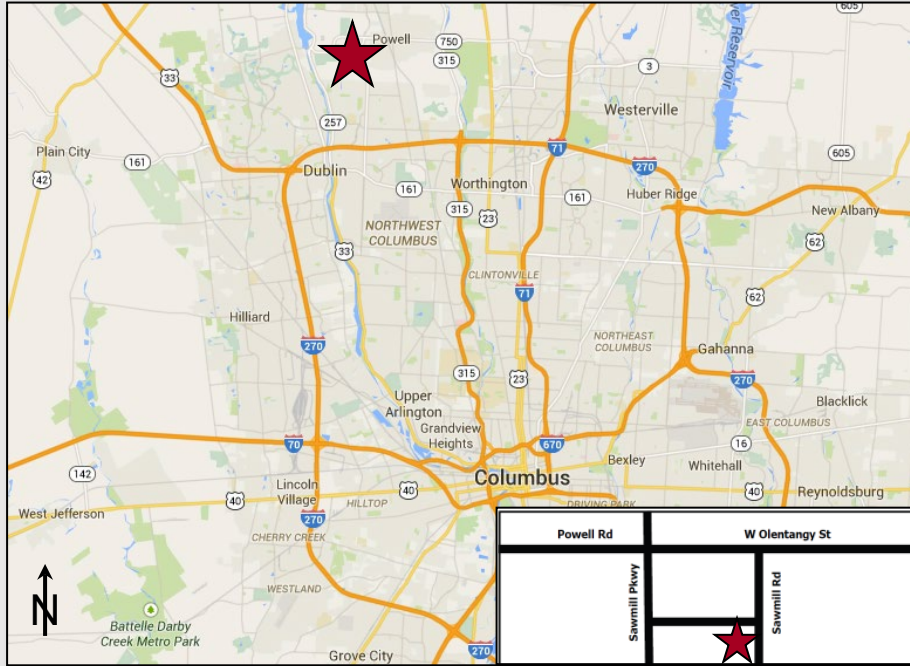 605
Powell
750
33
315
3
ver Reservoir
Westerville
257
71
Plain City
161
605
270
Dublin
42
161
Worthington
161
Huber Ridge
315
23
New Albany
NORTHWEST
COLUMBUS
62
33
CLINTONVILLE
71
62
Hilliard
NORTHEAST
COLUMBUS
270
Gahanna
315
23
270
Upper
Arlington
Blacklick
Grandview
Heights
EAST COLUMBUS
70
670
16
Bexley
Whitehall
142
Columbus
Lincoln
Village
40
HILLTOP
40
40
Reynoldsburg
DRIVING PARK
West Jefferson
270
CHERRY CREEK
WESTLAND
N
Battelle Darby
Creek Metro Park
Grove City
270
Powell Rd
W Olentangy St
Sawmill Pkwy
Sawmill Rd